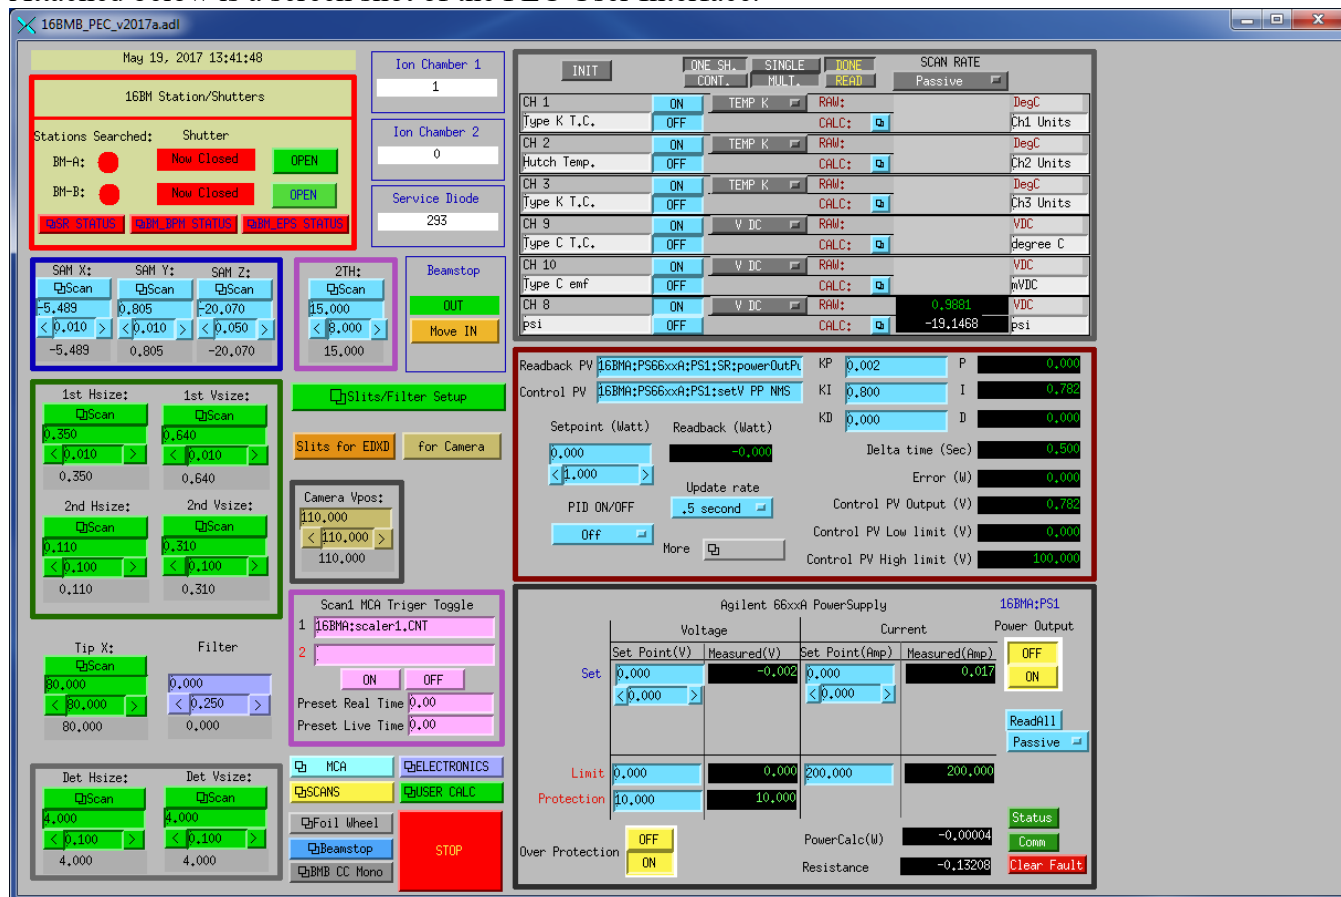 16BMB_PEC_v2017a.adl
May 19, 2017 13:41:48
16BM Station/Shutters
Stations Searched: Shutter
BM-A: Now Closed OPEN
BM-B: Now Closed OPEN
SR STATUS BM_BPM STATUS BM_EPS STATUS
Ion Chamber 1
1
Ion Chamber 2
0
Service Diode
293
SAM X: SAM Y: SAM Z:
Scan Scan Scan
-5.489 0.805 -20.070
< 0.010 > < 0.010 > < 0.050 >
-5.489 0.805 -20.070
2TH:
Scan
15.000
< 8.000 >
15.000
Beamstop
OUT
Move IN
1st Hsize: 1st Vsize:
Scan Scan
0.350 0.640
< 0.010 > < 0.010 >
0.350 0.640
2nd Hsize: 2nd Vsize:
Scan Scan
0.110 0.310
< 0.100 > < 0.100 >
0.110 0.310
Slits/Filter Setup
Slits for EDXD for Camera
Camera Vpos:
110.000
< 110.000 >
110.000
Tip X: Filter
Scan
80.000 0.000
< 80.000 > < 0.250 >
80.000 0.000
Scan1 MCA Triger Toggle
1 16BMA:scaler1.CNT
2
ON OFF
Preset Real Time 0.00
Preset Live Time 0.00
Det Hsize: Det Vsize:
Scan Scan
4.000 4.000
< 0.100 > < 0.100 >
4.000 4.000
MCA ELECTRONICS
SCANS USER CALC
Foil Wheel
Beamstop
BMB CC Mono
STOP
INIT ONE SH. SINGLE DONE SCAN RATE
CONT. MULT. READ Passive
CH 1 ON TEMP K RAW: DegC
Type K T.C. OFF CALC: Ch1 Units
CH 2 ON TEMP K RAW: DegC
Hutch Temp. OFF CALC: Ch2 Units
CH 3 ON TEMP K RAW: DegC
Type K T.C. OFF CALC: Ch3 Units
CH 9 ON V DC RAW: VDC
Type C T.C. OFF CALC: degree C
CH 10 ON V DC RAW: VDC
Type C emf OFF CALC: mVDC
CH 8 ON V DC RAW: 0.9881 VDC
psi OFF CALC: -19.1468 psi
Readback PV 16BMA:PS66xxA:PS1:SR:powerOutPu KP 0.002 P 0.000
Control PV 16BMA:PS66xxA:PS1:setV PP NMS KI 0.800 I 0.782
KD 0.000 D 0.000
Setpoint (Watt) Readback (Watt)
0.000 -0.000 Delta time (Sec) 0.500
< 1.000 > Error (W) 0.000
Update rate
PID ON/OFF .5 second Control PV Output (V) 0.782
Off Control PV Low limit (V) 0.000
More Control PV High limit (V) 100.000
Agilent 66xxA PowerSupply 16BMA:PS1
Voltage Current Power Output
Set Point(V) Measured(V) Set Point(Amp) Measured(Amp) OFF
Set 0.000 -0.002 0.000 0.017 ON
< 0.000 > < 0.000 >
ReadAll
Passive
Limit 0.000 0.000 200.000 200.000
Protection 10.000 10.000
Status
Over Protection OFF ON
PowerCalc(W) -0.00004 Comm
Resistance -0.13208 Clear Fault